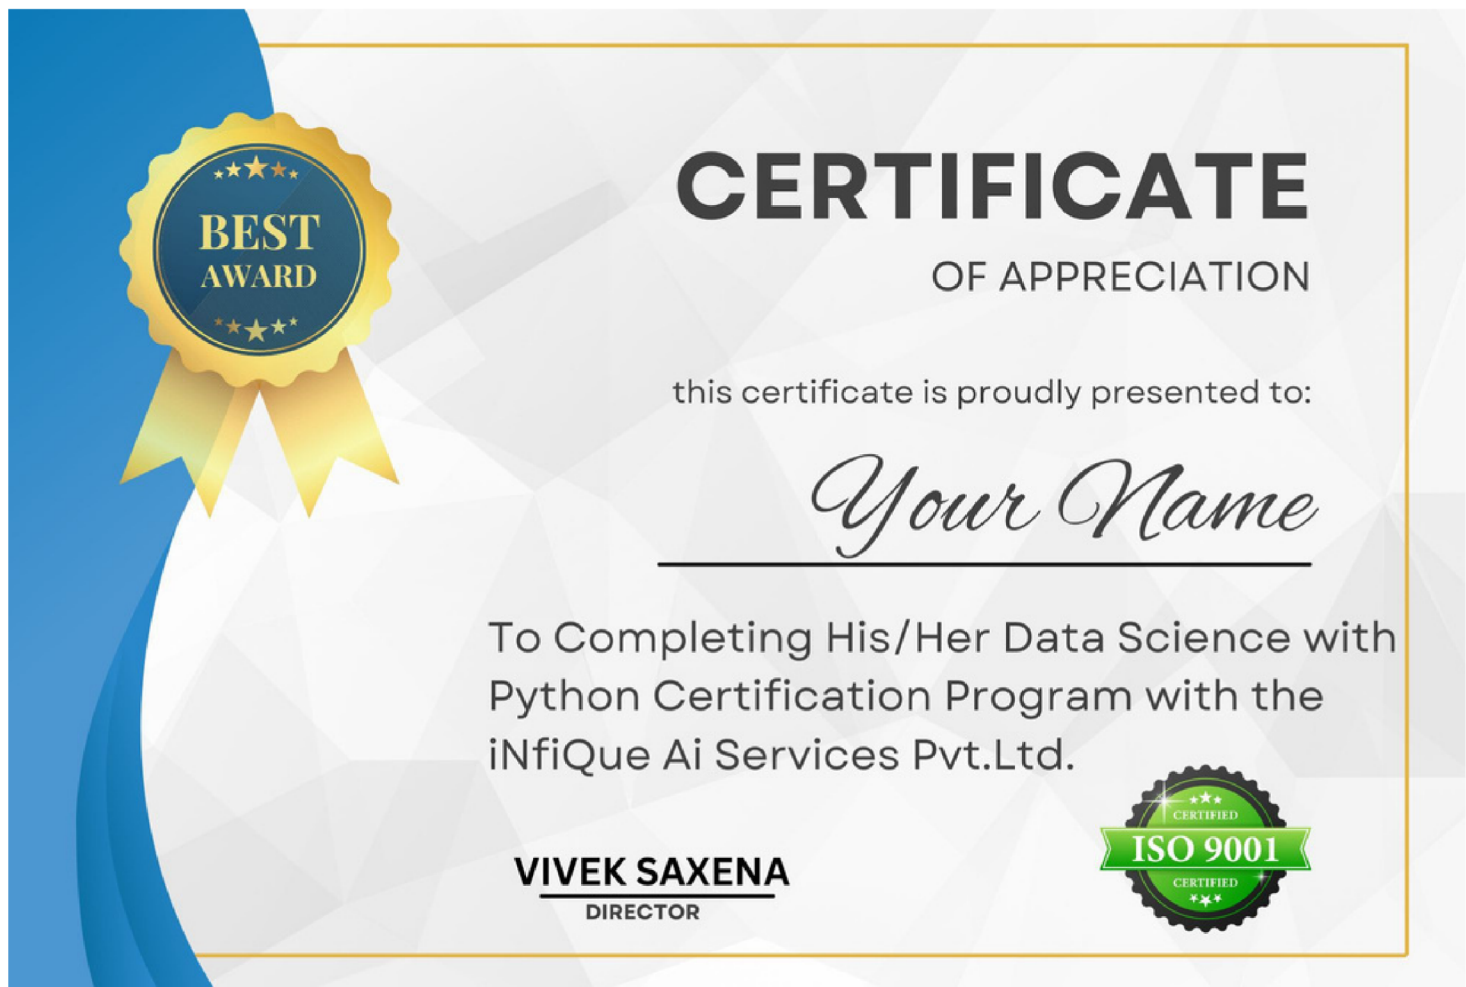 BEST
AWARD
CERTIFICATE
OF APPRECIATION
this certificate is proudly presented to:
Your Name
To Completing His/Her Data Science with
Python Certification Program with the
iNfiQue Ai Services Pvt.Ltd.
VIVEK SAXENA
DIRECTOR
CERTIFIED
ISO 9001
CERTIFIED